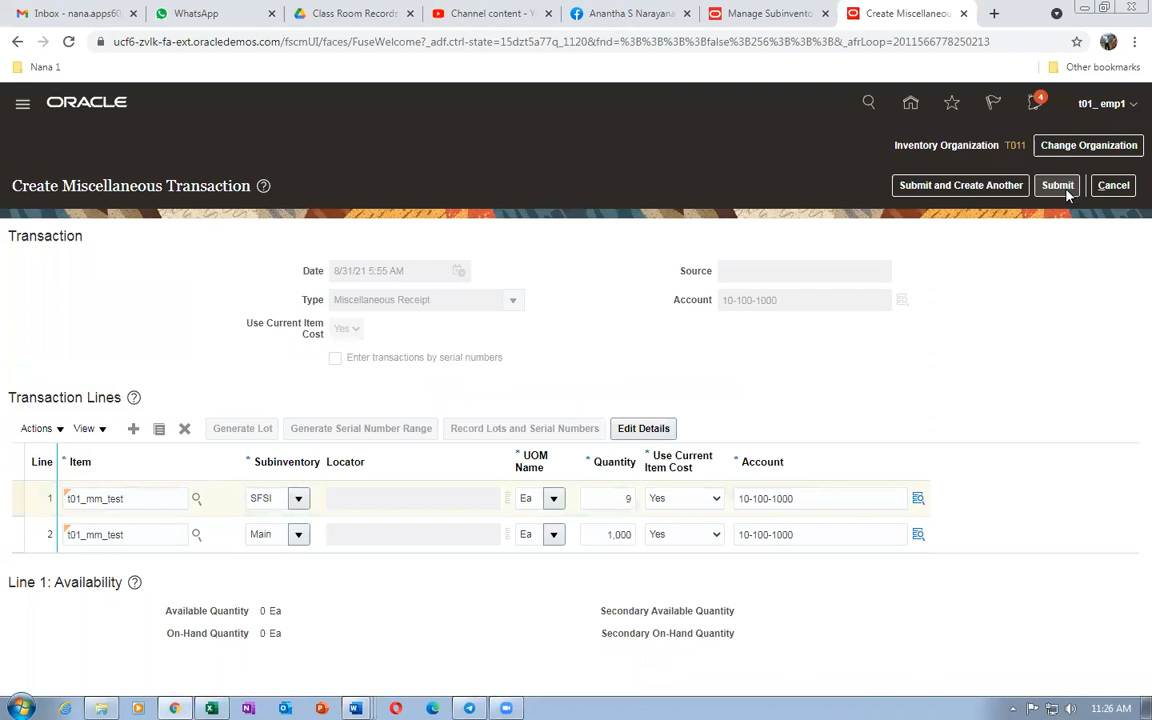 Inbox - nana.apps60
WhatsApp
Class Room Records
Channel content - Y
Anantha S Narayana
Manage Subinvento
Create Miscellaneou
ucf6-zvlk-fa-ext.oracledemos.com/fscmUI/faces/FuseWelcome?_adf.ctrl-state=15dzt5a77q_1120&fnd=%3B%3B%3B%3Bfalse%3B256%3B%3B%3B&_afrLoop=2011566778250213
Nana 1
Other bookmarks
ORACLE
4
t01_ emp1
Inventory Organization T011 Change Organization
Create Miscellaneous Transaction
Submit and Create Another Submit Cancel
Transaction
Date 8/31/21 5:55 AM Source
Type Miscellaneous Receipt Account 10-100-1000
Use Current Item Cost Yes
Enter transactions by serial numbers
Transaction Lines
Actions View Generate Lot Generate Serial Number Range Record Lots and Serial Numbers Edit Details
Line * Item * Subinventory Locator * UOM Name * Quantity * Use Current Item Cost * Account
1 t01_mm_test SFSI Ea 9 Yes 10-100-1000
2 t01_mm_test Main Ea 1,000 Yes 10-100-1000
Line 1: Availability
Available Quantity 0 Ea Secondary Available Quantity
On-Hand Quantity 0 Ea Secondary On-Hand Quantity
11:26 AM